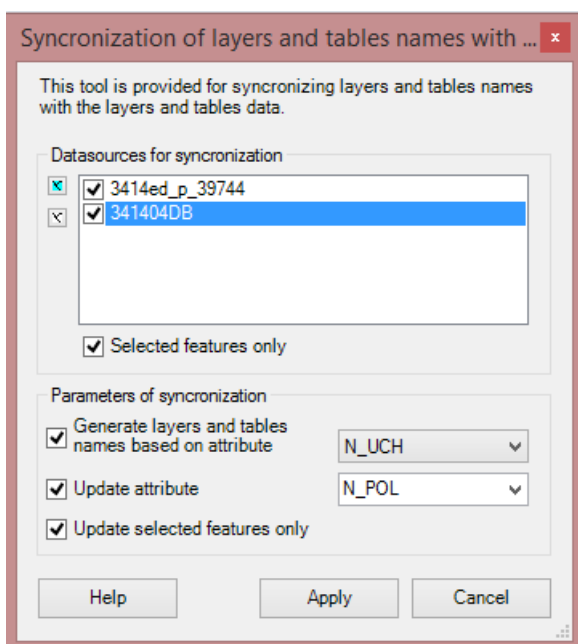 Syncronization of layers and tables names with ...
This tool is provided for syncronizing layers and tables names
with the layers and tables data.
Datasources for syncronization
3414ed_p_39744
341404DB
Selected features only
Parameters of syncronization
Generate layers and tables
names based on attribute
N_UCH
Update attribute
N_POL
Update selected features only
Help
Apply
Cancel